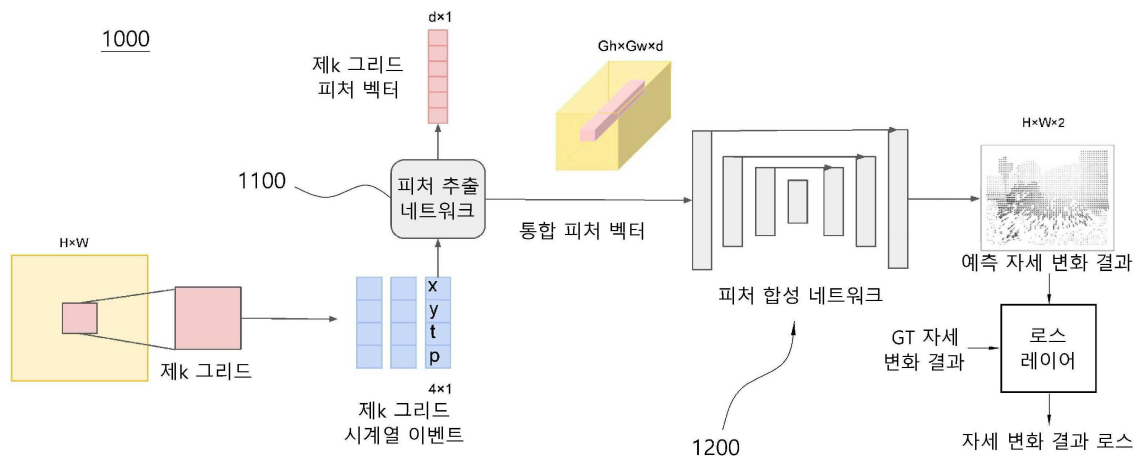 1000
d×1
제k 그리드
피처 벡터
Gh×Gw×d
H×W×2
1100
피처 추출
네트워크
통합 피처 벡터
예측 자세 변화 결과
H×W
제k 그리드
x
y
t
p
4×1
제k 그리드
시계열 이벤트
피처 합성 네트워크
1200
GT 자세
변화 결과
로스
레이어
자세 변화 결과 로스